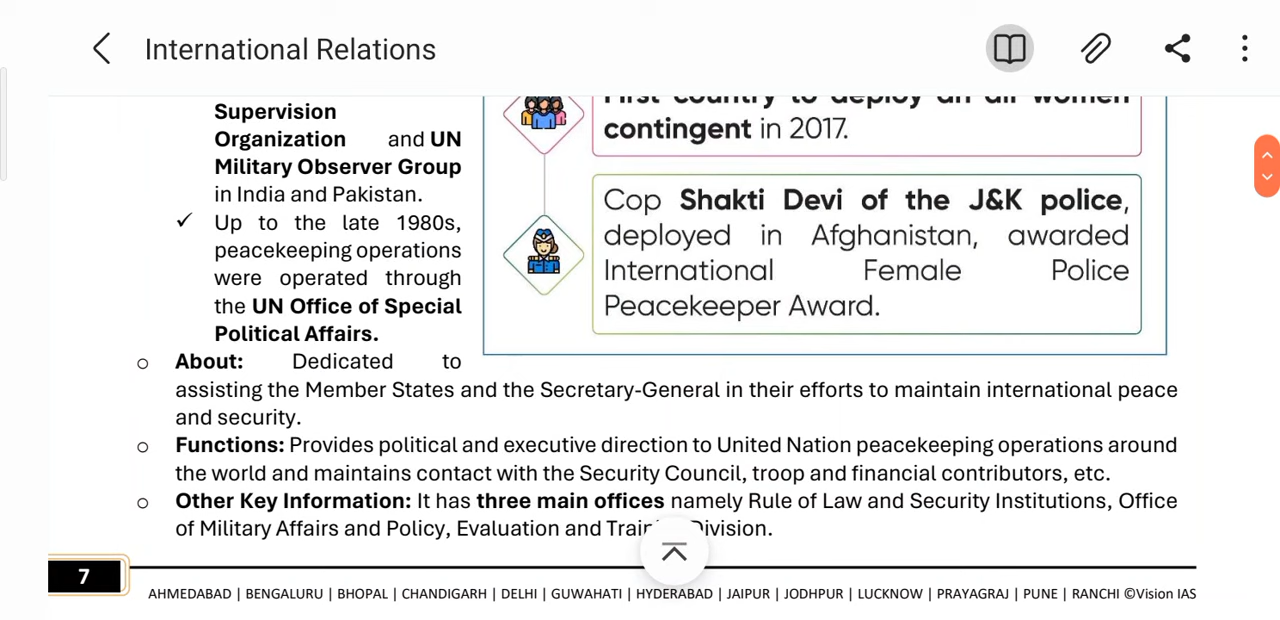 International Relations
Supervision
Organization and UN
Military Observer Group
in India and Pakistan.
✓ Up to the late 1980s,
peacekeeping operations
were operated through
the UN Office of Special
Political Affairs.
First country to deploy an all women
contingent in 2017.
Cop Shakti Devi of the J&K police,
deployed in Afghanistan, awarded
International Female Police
Peacekeeper Award.
o About: Dedicated to
assisting the Member States and the Secretary-General in their efforts to maintain international peace
and security.
o Functions: Provides political and executive direction to United Nation peacekeeping operations around
the world and maintains contact with the Security Council, troop and financial contributors, etc.
o Other Key Information: It has three main offices namely Rule of Law and Security Institutions, Office
of Military Affairs and Policy, Evaluation and Division.
7
AHMEDABAD | BENGALURU | BHOPAL | CHANDIGARH | DELHI | GUWAHATI | HYDERABAD | JAIPUR | JODHPUR | LUCKNOW | PRAYAGRAJ | PUNE | RANCHI ©Vision IAS